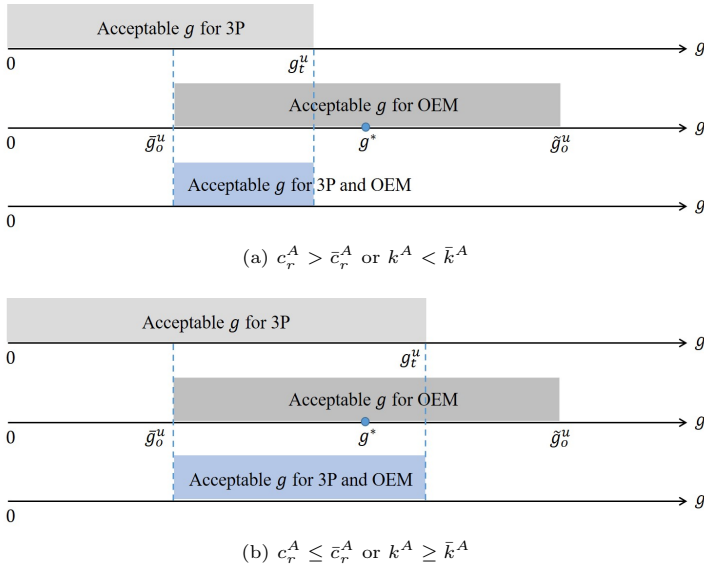 Acceptable g for 3P
g
0
g_t^u
Acceptable g for OEM
g
0
ḡ_o^u
g*
g̃_o^u
Acceptable g for 3P and OEM
g
0
(a) c_r^A > c̄_r^A or k^A < k̄^A
Acceptable g for 3P
g
0
g_t^u
Acceptable g for OEM
g
0
ḡ_o^u
g*
g̃_o^u
Acceptable g for 3P and OEM
g
0
(b) c_r^A ≤ c̄_r^A or k^A ≥ k̄^A